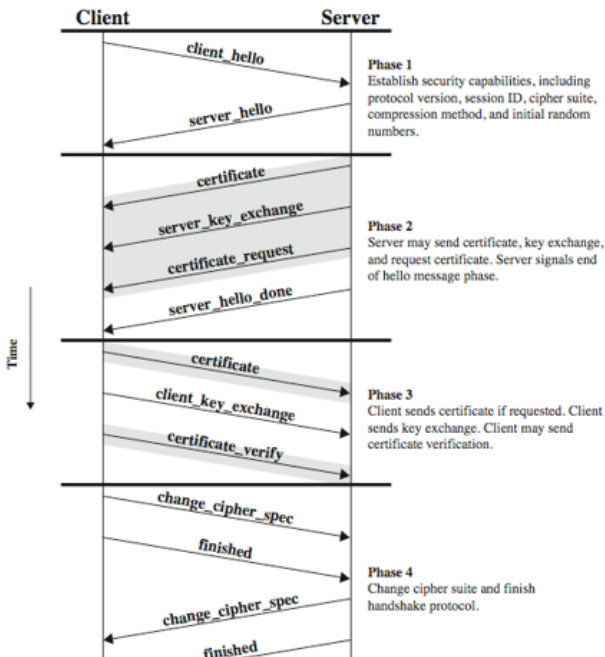 Client
Server
client_hello
Phase 1
Establish security capabilities, including
protocol version, session ID, cipher suite,
compression method, and initial random
numbers.
server_hello
certificate
server_key_exchange
Phase 2
Server may send certificate, key exchange,
and request certificate. Server signals end
of hello message phase.
certificate_request
server_hello_done
Time
certificate
Phase 3
Client sends certificate if requested. Client
sends key exchange. Client may send
certificate verification.
client_key_exchange
certificate_verify
change_cipher_spec
finished
Phase 4
Change cipher suite and finish
handshake protocol.
change_cipher_spec
finished